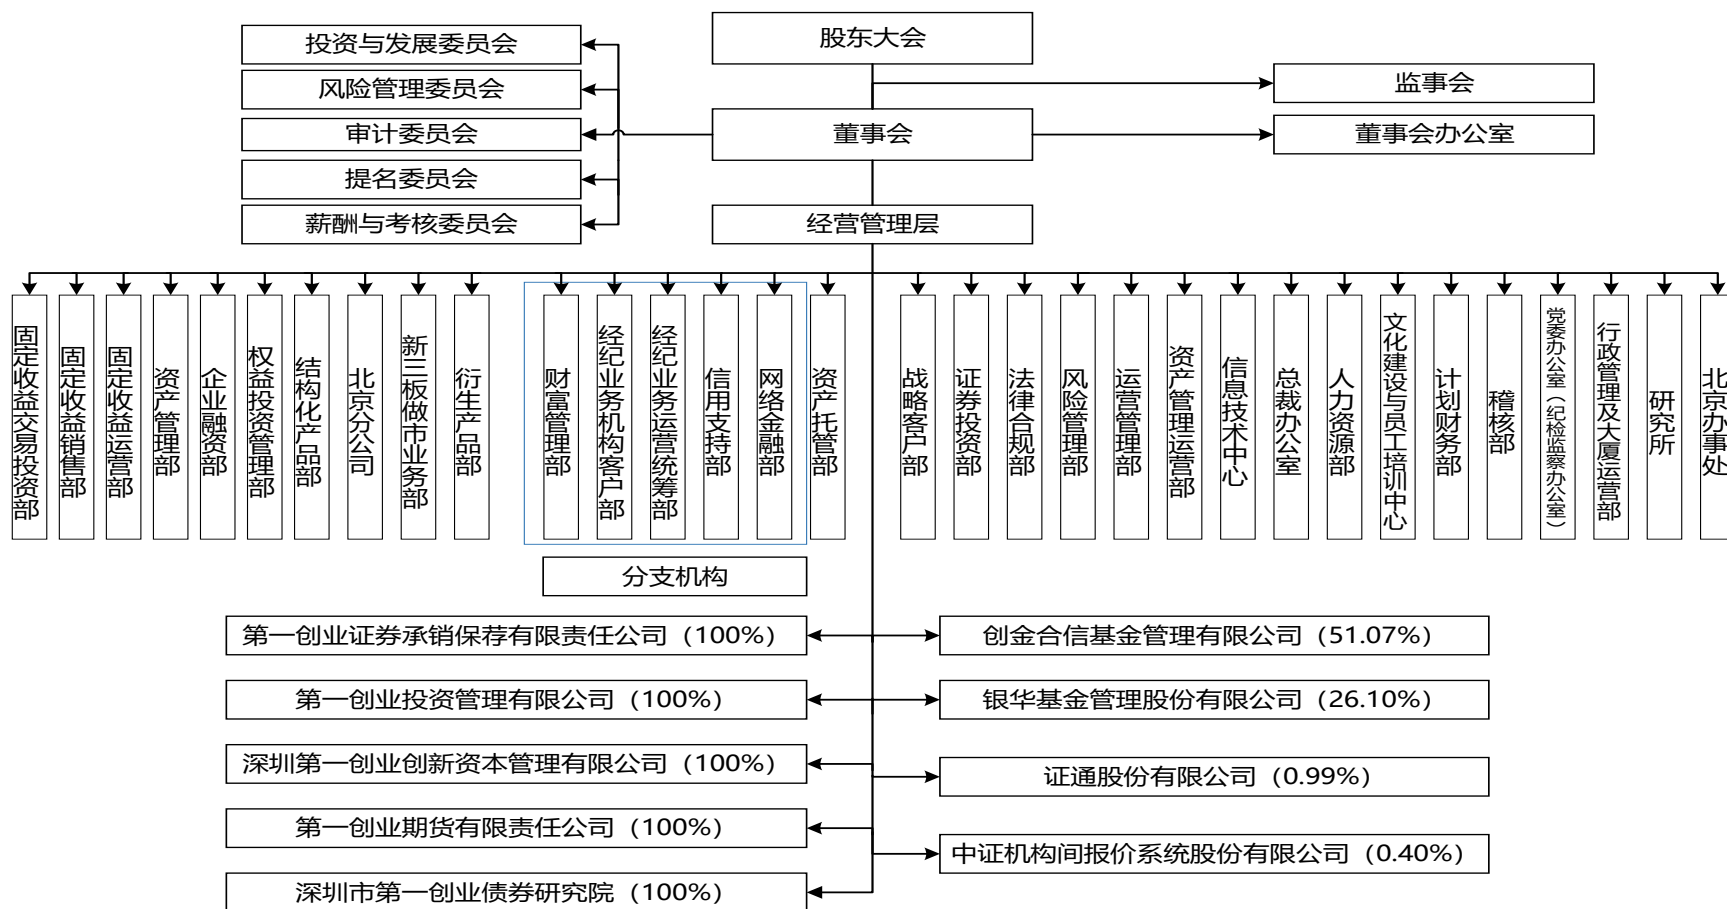 股东大会
投资与发展委员会
风险管理委员会
监事会
审计委员会
董事会
董事会办公室
提名委员会
薪酬与考核委员会
经营管理层
固定收益交易投资部
固定收益销售部
固定收益运营部
资产管理部
企业融资部
权益投资管理部
结构化产品部
北京分公司
新三板做市业务部
衍生产品部
财富管理部
经纪业务机构客户部
经纪业务运营统筹部
信用支持部
网络金融部
资产托管部
战略客户部
证券投资部
法律合规部
风险管理部
运营管理部
资产管理运营部
信息技术中心
总裁办公室
人力资源部
文化建设与员工培训中心
计划财务部
稽核部
党委办公室（纪检监察办公室）
行政管理及大厦运营部
研究所
北京办事处
分支机构
第一创业证券承销保荐有限责任公司（100%）
创金合信基金管理有限公司（51.07%）
第一创业投资管理有限公司（100%）
银华基金管理股份有限公司（26.10%）
深圳第一创业创新资本管理有限公司（100%）
证通股份有限公司（0.99%）
第一创业期货有限责任公司（100%）
中证机构间报价系统股份有限公司（0.40%）
深圳市第一创业债券研究院（100%）